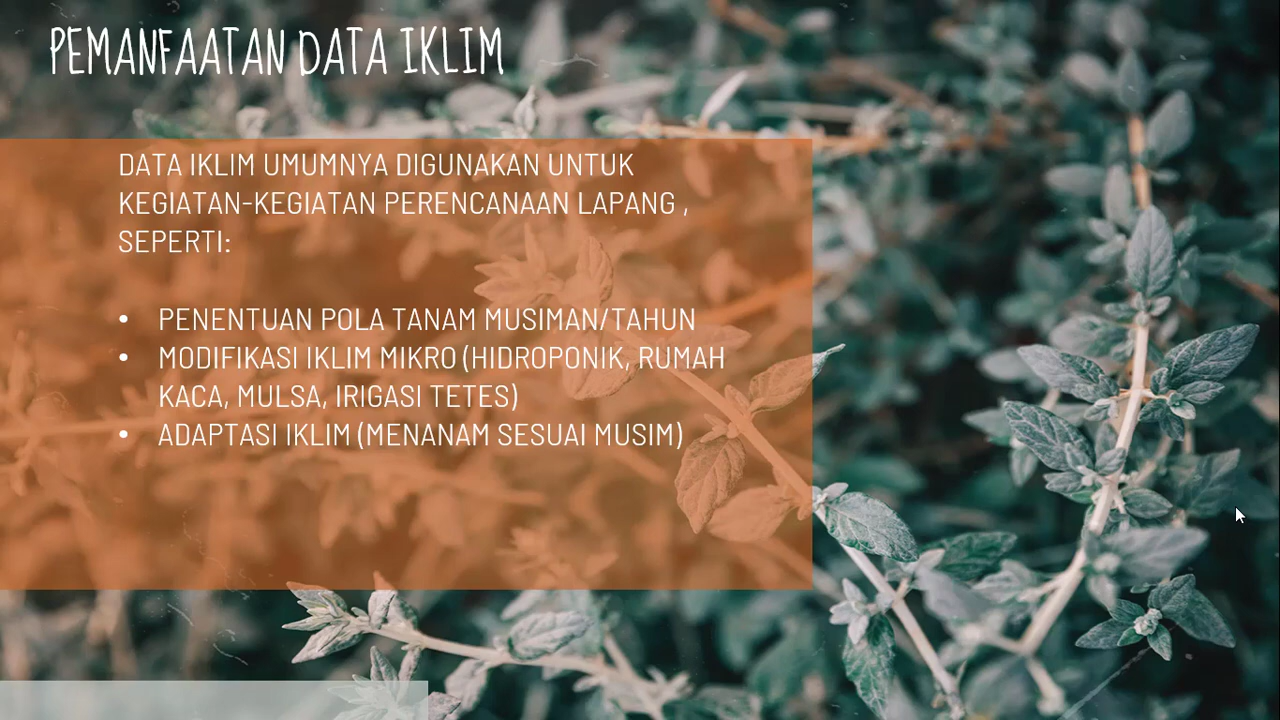 PEMANFAATAN DATA IKLIM
DATA IKLIM UMUMNYA DIGUNAKAN UNTUK
KEGIATAN-KEGIATAN PERENCANAAN LAPANG ,
SEPERTI:
• PENENTUAN POLA TANAM MUSIMAN/TAHUN
• MODIFIKASI IKLIM MIKRO (HIDROPONIK, RUMAH
KACA, MULSA, IRIGASI TETES)
• ADAPTASI IKLIM (MENANAM SESUAI MUSIM)